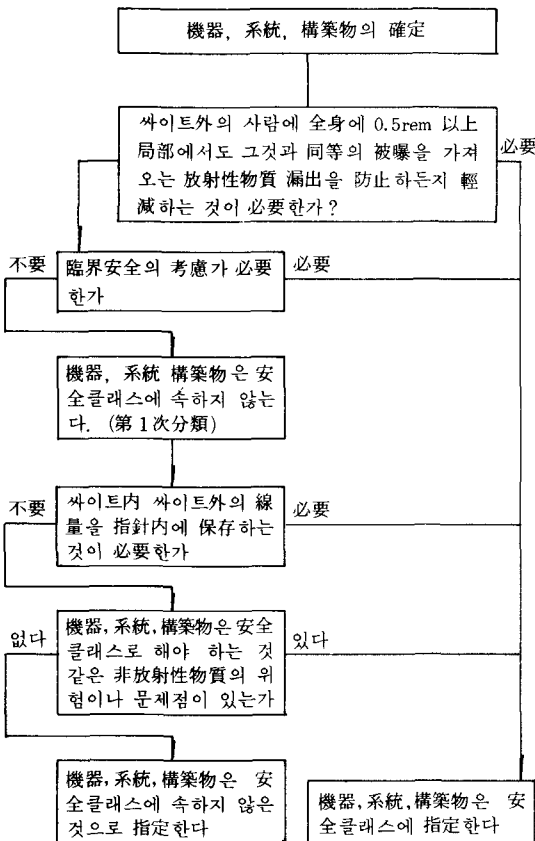 機器, 系統, 構築物의 確定
싸이트外의 사람에 全身에 0.5rem 以上
局部에서도 그것과 同等의 被曝을 가져
오는 放射性物質 漏出을 防止하든지 輕
減하는 것이 必要한가?
必要
不要
臨界安全의 考慮가 必要
한가
必要
機器, 系統 構築物은 安
全클래스에 속하지 않는
다. (第1次分類)
不要
싸이트內 싸이트外의 線
量을 指針內에 保存하는
것이 必要한가
必要
없다
機器,系統,構築物은 安全
클래스로 해야 하는 것
같은 非放射性物質의 위
험이나 문제점이 있는가
있다
機器,系統,構築物은 安
全클래스에 속하지 않은
것으로 指定한다
機器,系統,構築物은 安
全클래스에 指定한다